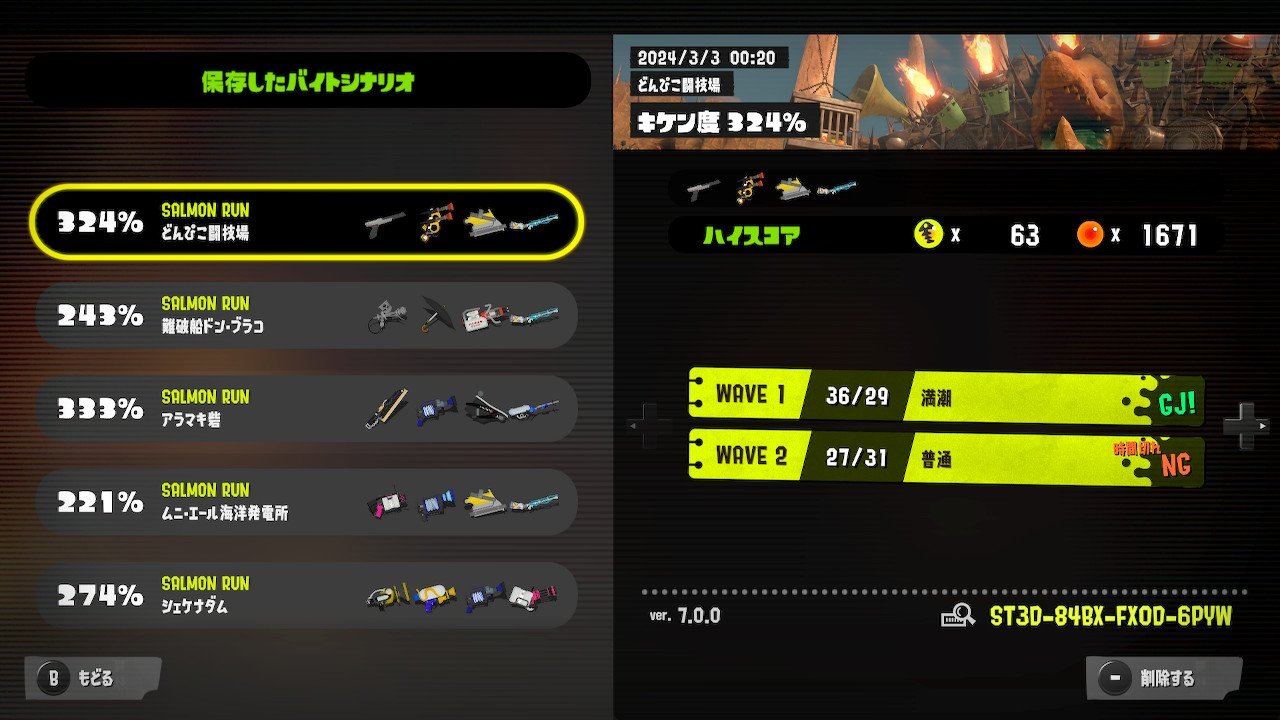 保存したバイトシナリオ
324% SALMON RUN
どんぴこ闘技場
243% SALMON RUN
難破船ドン・ブラコ
333% SALMON RUN
アラマキ砦
221% SALMON RUN
ムニ・エール海洋発電所
274% SALMON RUN
シェケナダム
B もどる
2024/3/3 00:20
どんぴこ闘技場
キケン度 324%
ハイスコア x 63 x 1671
WAVE 1 36/29 満潮 GJ!
WAVE 2 27/31 普通 時間切れ NG
ver. 7.0.0 ST3D-84BX-FX0D-6PYW
- 削除する